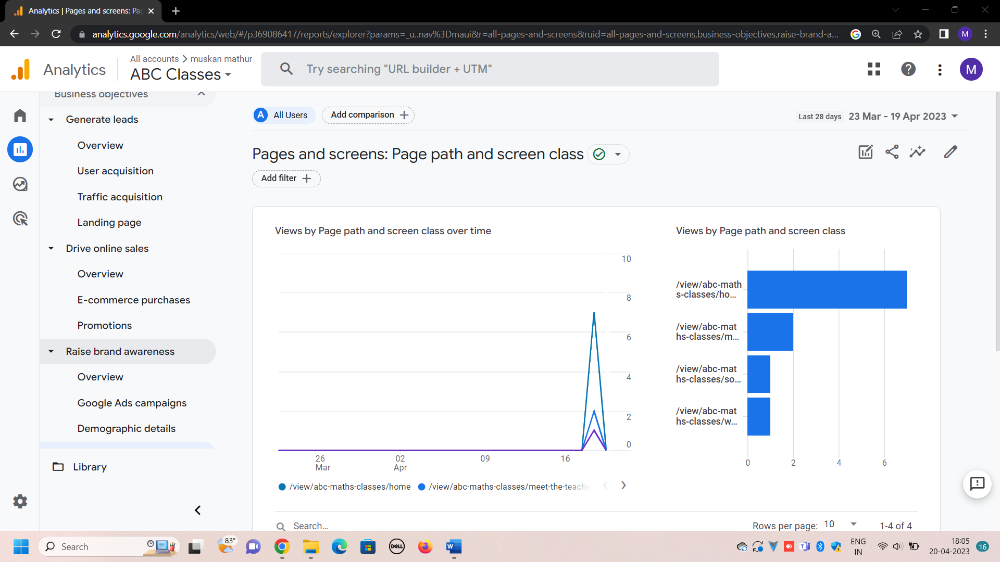 Analytics | Pages and screens: Pa
analytics.google.com/analytics/web/#/p369086417/reports/explorer?params=_u..nav%3Dmaui&r=all-pages-and-screens&ruid=all-pages-and-screens,business-objectives,raise-brand-a...
M
Analytics
All accounts > muskan mathur
ABC Classes
Try searching "URL builder + UTM"
M
Business objectives
Generate leads
Overview
User acquisition
Traffic acquisition
Landing page
Drive online sales
Overview
E-commerce purchases
Promotions
Raise brand awareness
Overview
Google Ads campaigns
Demographic details
Library
A All Users
Add comparison +
Last 28 days 23 Mar - 19 Apr 2023
Pages and screens: Page path and screen class
Add filter +
Views by Page path and screen class over time
10
8
6
4
2
0
26
Mar
02
Apr
09
16
/view/abc-maths-classes/home
/view/abc-maths-classes/meet-the-teache
Views by Page path and screen class
/view/abc-math
s-classes/ho...
/view/abc-mat
hs-classes/m...
/view/abc-mat
hs-classes/so...
/view/abc-mat
hs-classes/w...
0 2 4 6
Search...
Rows per page: 10
1-4 of 4
Search
83°
DELL
W
ENG
IN
18:05
20-04-2023
16